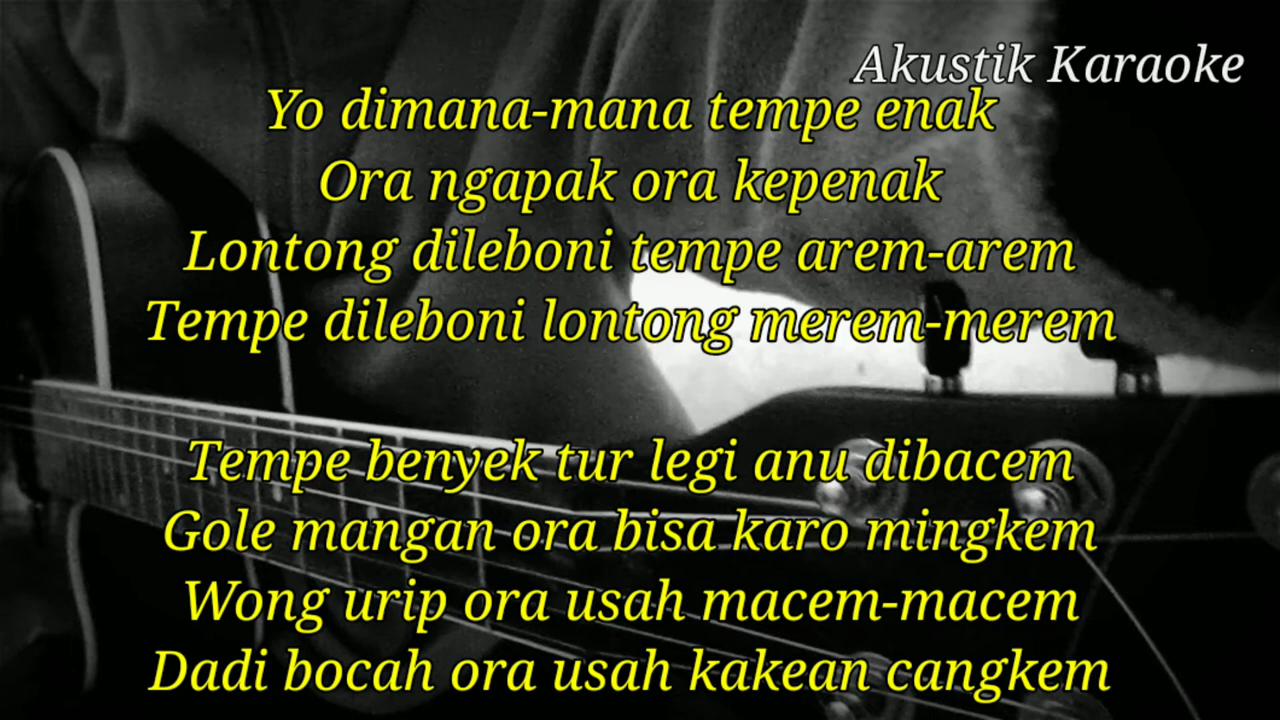 Akustik Karaoke
Yo dimana-mana tempe enak
Ora ngapak ora kepenak
Lontong dileboni tempe arem-arem
Tempe dileboni lontong merem-merem
Tempe benyek tur legi anu dibacem
Gole mangan ora bisa karo mingkem
Wong urip ora usah macem-macem
Dadi bocah ora usah kakean cangkem